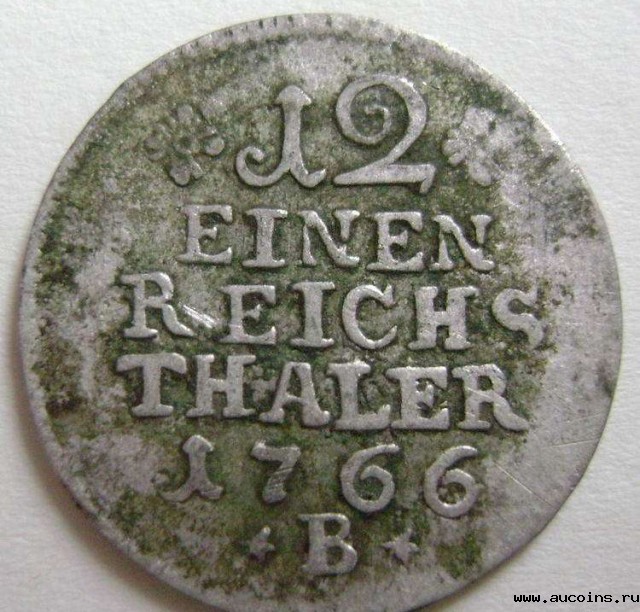 12
EINEN
REICHS
THALER
1766
B
www.aucoins.ru